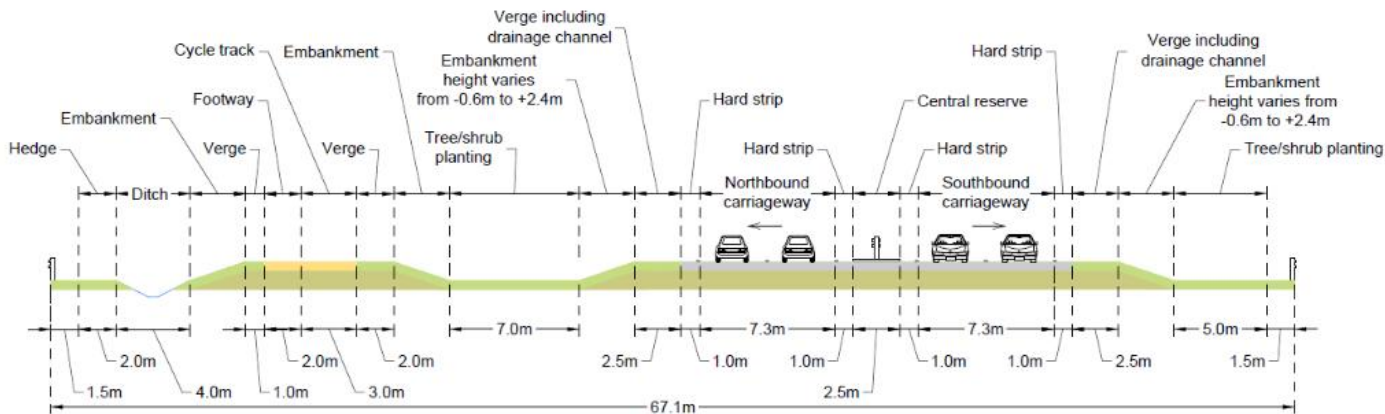 Verge including
drainage channel
Cycle track
Embankment
Embankment
height varies
from -0.6m to +2.4m
Hard strip
Verge including
drainage channel
Embankment
height varies from
-0.6m to +2.4m
Footway
Hard strip
Central reserve
Embankment
Hedge
Verge
Verge
Tree/shrub
planting
Hard strip
Hard strip
Tree/shrub planting
Ditch
Northbound
carriageway
Southbound
carriageway
7.0m
7.3m
7.3m
5.0m
2.0m
2.0m
2.0m
2.5m
1.0m
1.0m
1.0m
1.0m
2.5m
1.5m
1.5m
4.0m
1.0m
3.0m
2.5m
67.1m